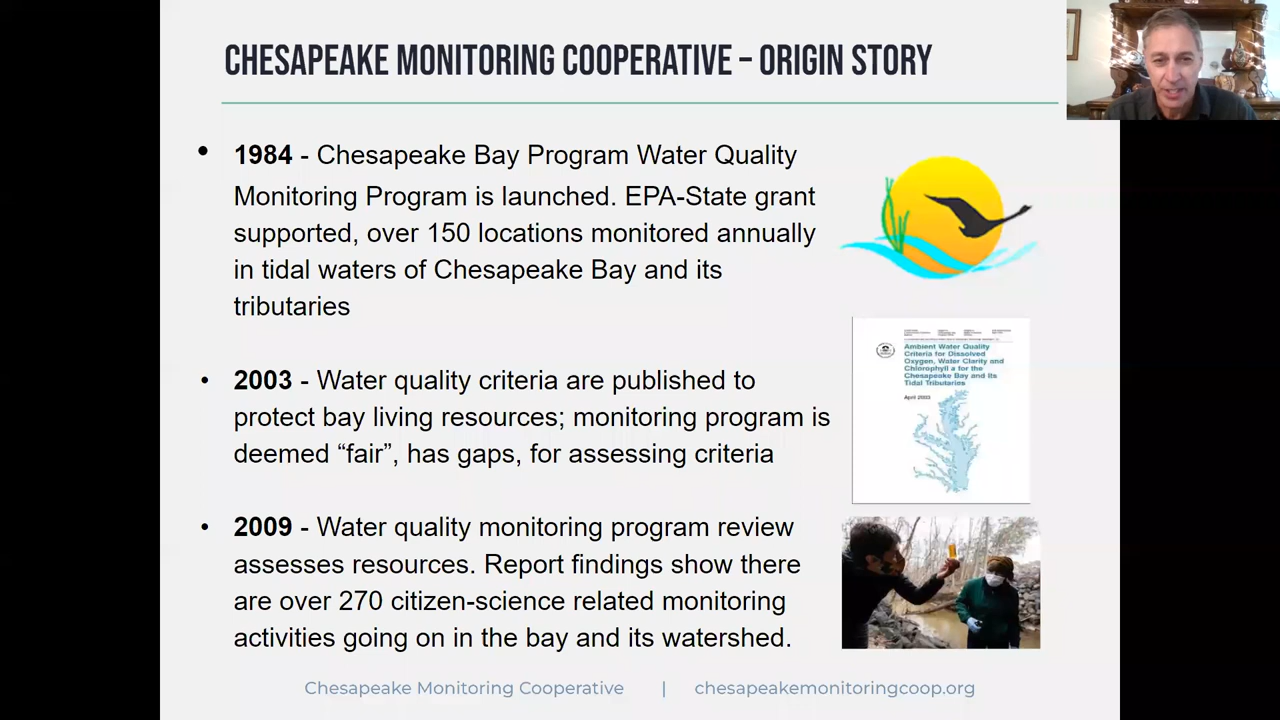 CHESAPEAKE MONITORING COOPERATIVE – ORIGIN STORY
• 1984 - Chesapeake Bay Program Water Quality
Monitoring Program is launched. EPA-State grant
supported, over 150 locations monitored annually
in tidal waters of Chesapeake Bay and its
tributaries
• 2003 - Water quality criteria are published to
protect bay living resources; monitoring program is
deemed “fair”, has gaps, for assessing criteria
• 2009 - Water quality monitoring program review
assesses resources. Report findings show there
are over 270 citizen-science related monitoring
activities going on in the bay and its watershed.
Ambient Water Quality
Criteria for Dissolved
Oxygen, Water Clarity and
Chlorophyll a for the
Chesapeake Bay and Its
Tidal Tributaries
April 2003
Chesapeake Monitoring Cooperative | chesapeakemonitoringcoop.org